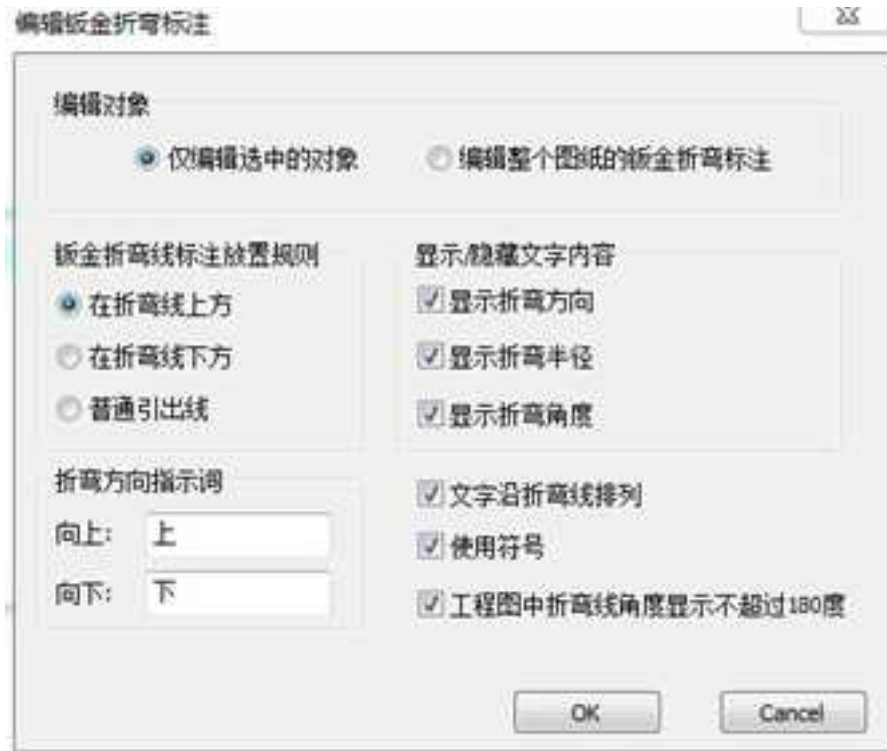 编辑钣金折弯标注
编辑对象
仅编辑选中的对象
编辑整个图纸的钣金折弯标注
钣金折弯线标注放置规则
在折弯线上方
在折弯线下方
普通引出线
显示/隐藏文字内容
显示折弯方向
显示折弯半径
显示折弯角度
折弯方向指示词
向上: 上
向下: 下
文字沿折弯线排列
使用符号
工程图中折弯线角度显示不超过180度
OK
Cancel